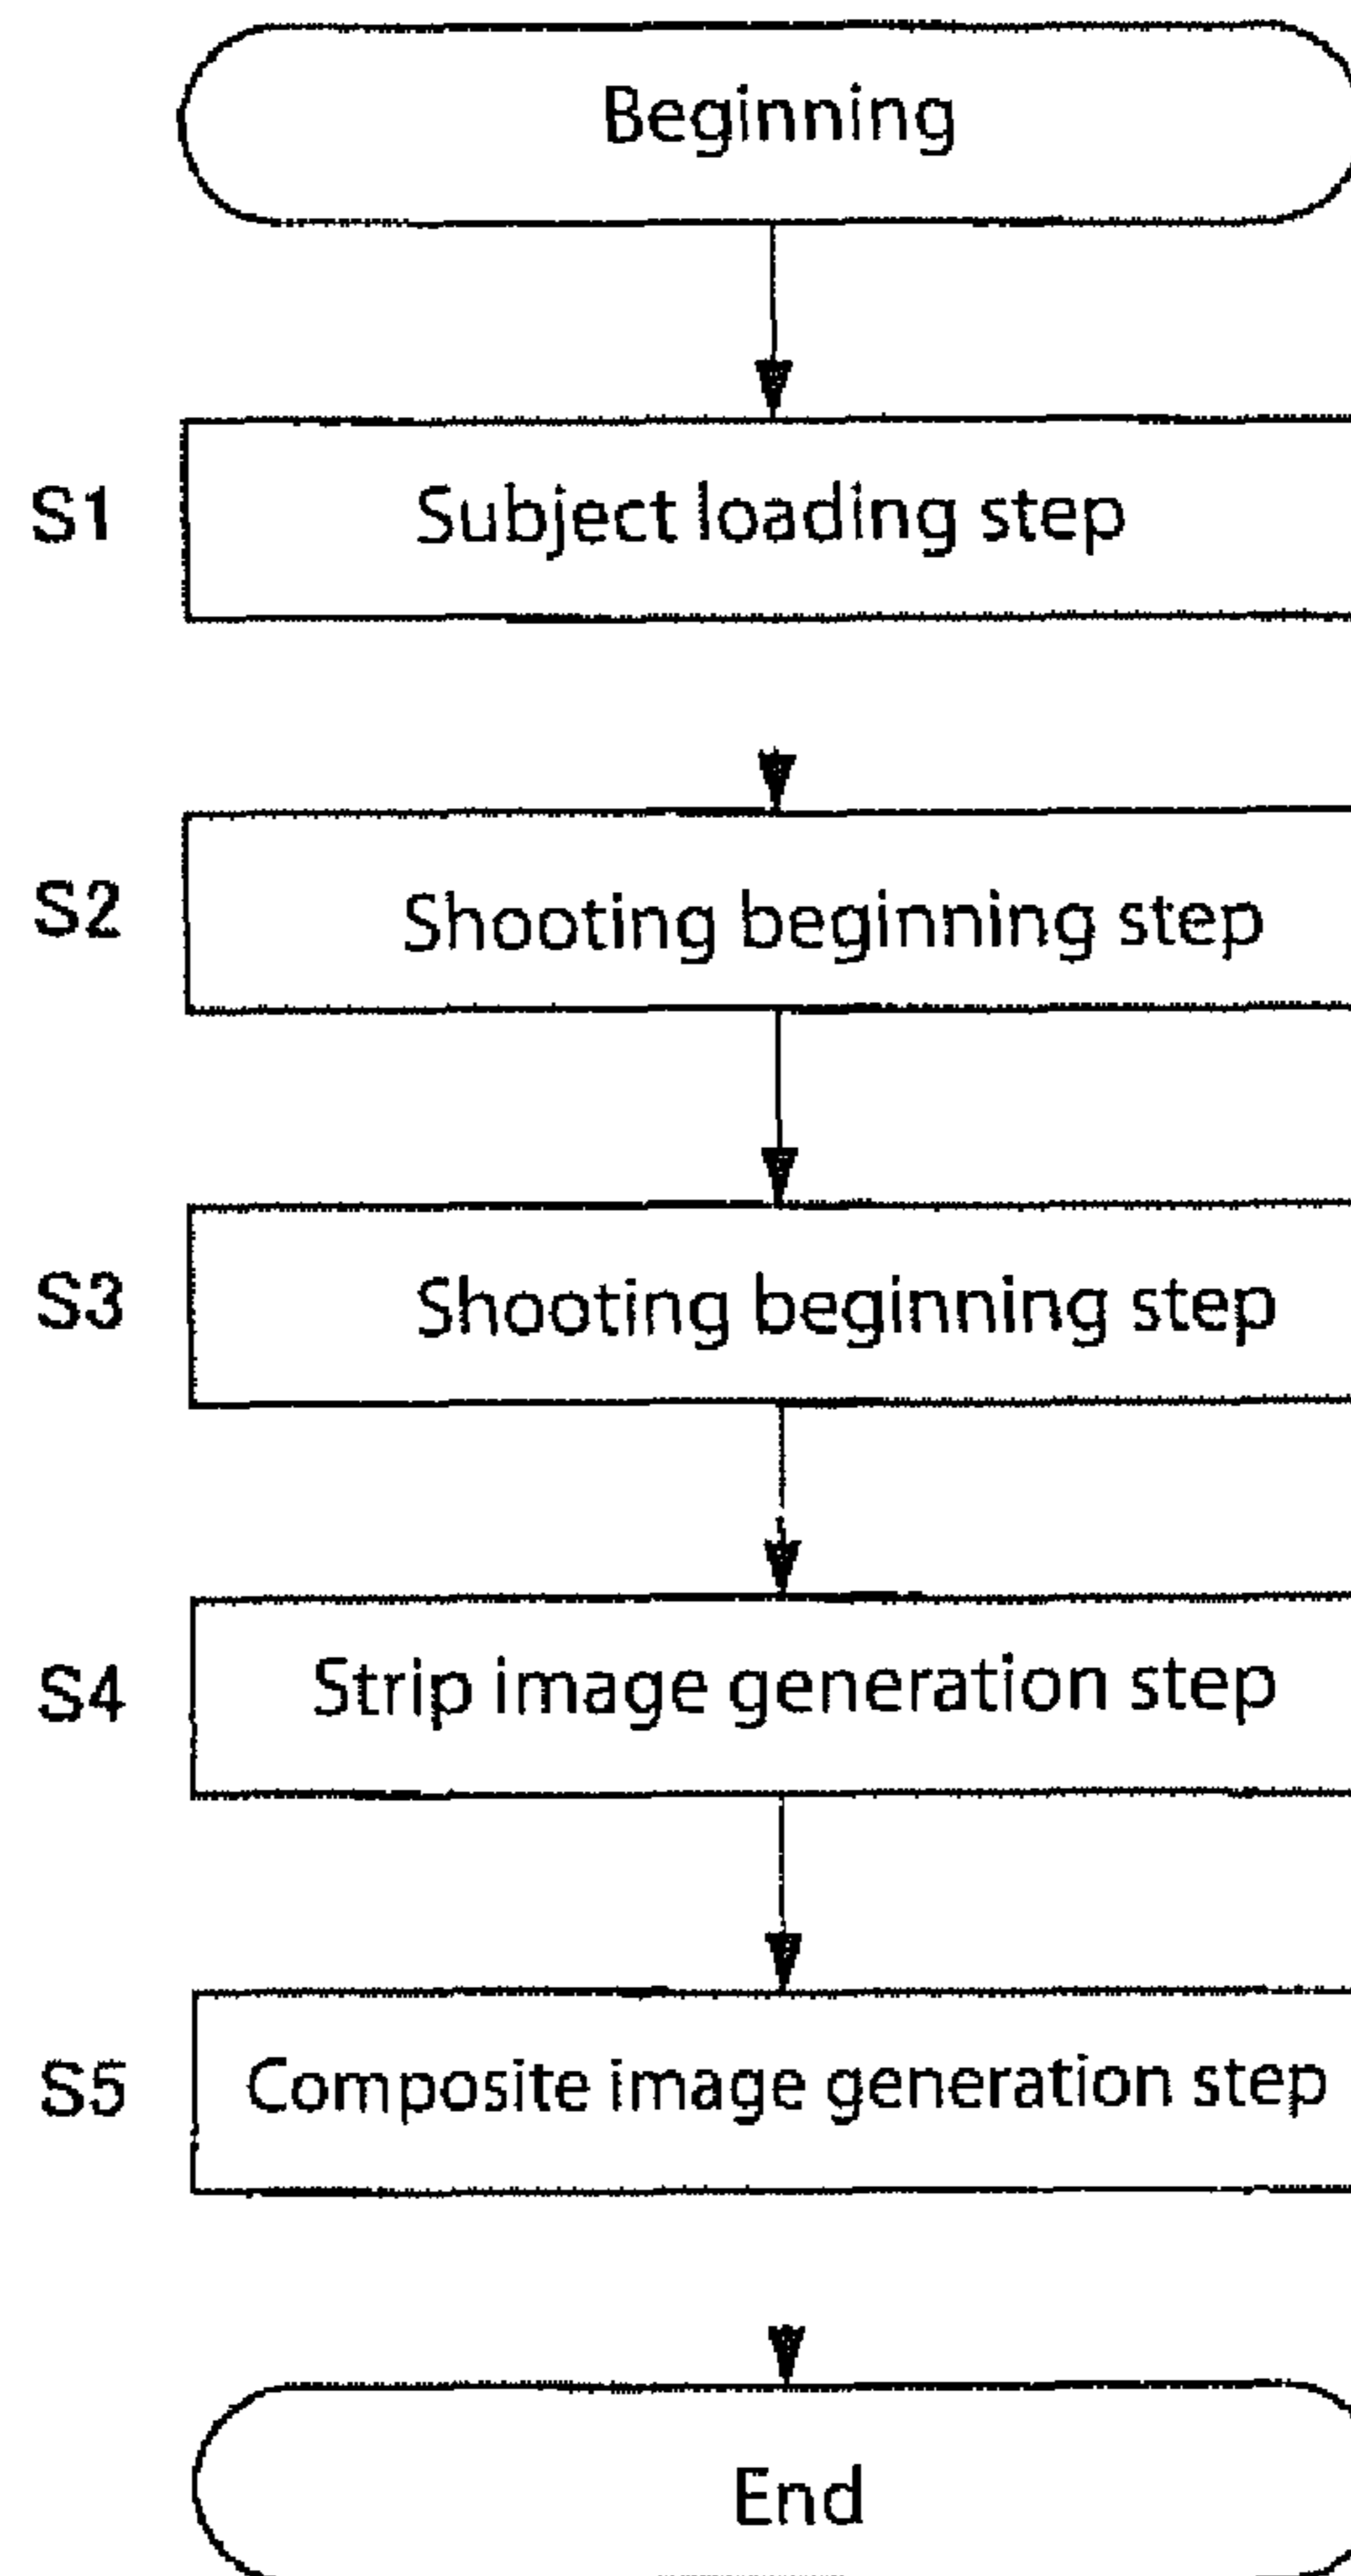 Beginning
S1 Subject loading step
S2 Shooting beginning step
S3 Shooting beginning step
S4 Strip image generation step
S5 Composite image generation step
End